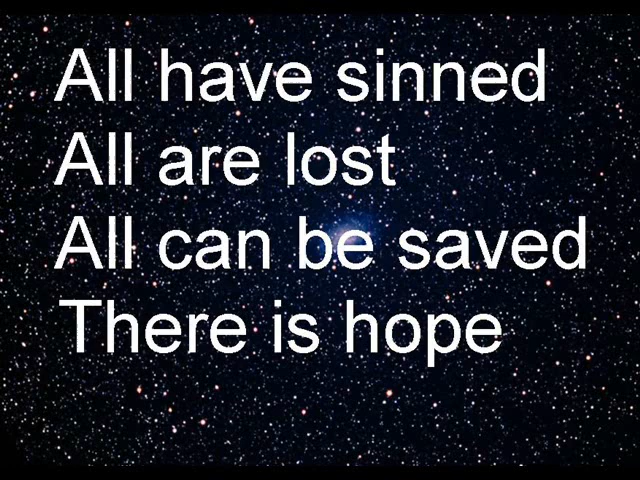 All have sinned
All are lost
All can be saved
There is hope